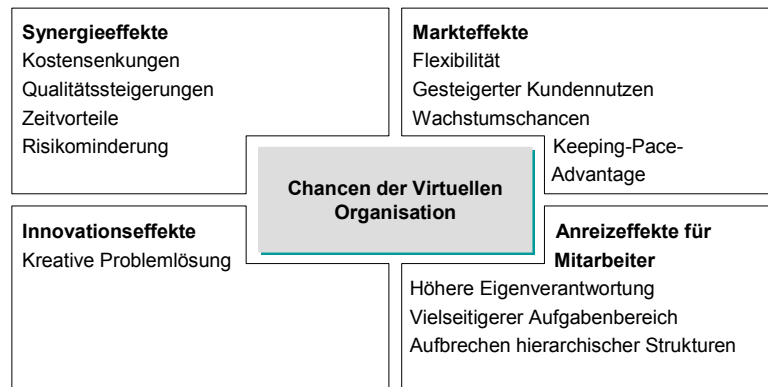 Synergieeffekte
Kostensenkungen
Qualitätssteigerungen
Zeitvorteile
Risikominderung
Markteffekte
Flexibilität
Gesteigerter Kundennutzen
Wachstumschancen
Keeping-Pace-
Advantage
Chancen der Virtuellen
Organisation
Innovationseffekte
Kreative Problemlösung
Anreizeffekte für
Mitarbeiter
Höhere Eigenverantwortung
Vielseitigerer Aufgabenbereich
Aufbrechen hierarchischer Strukturen